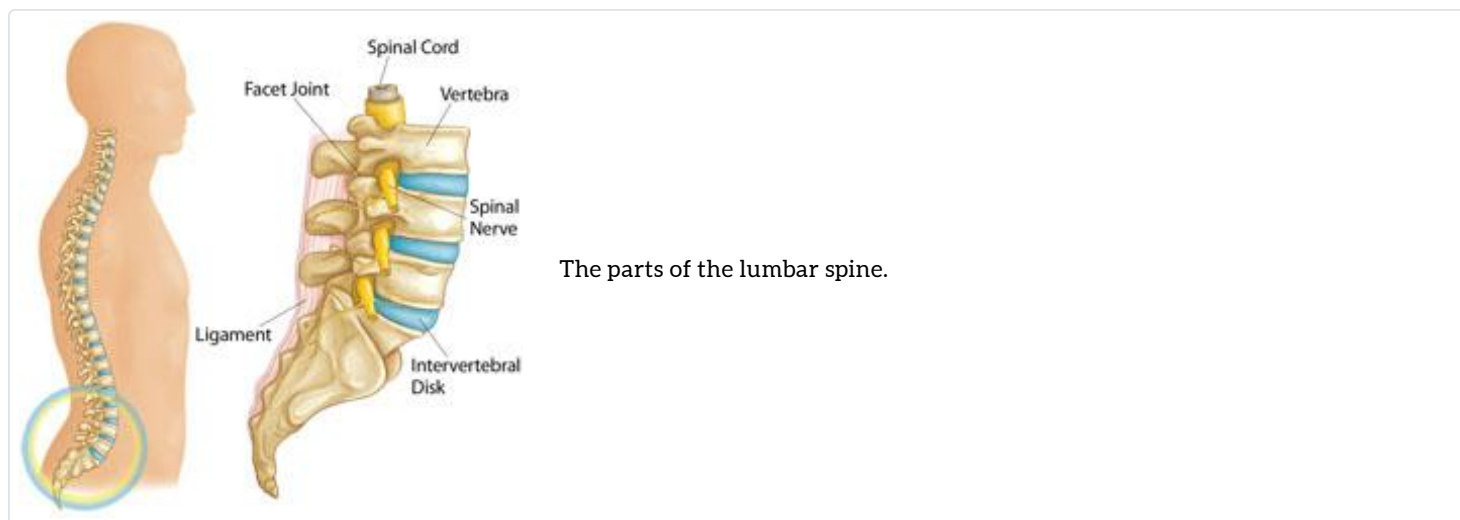 Spinal Cord
Facet Joint
Vertebra
Spinal
Nerve
The parts of the lumbar spine.
Ligament
Intervertebral
Disk